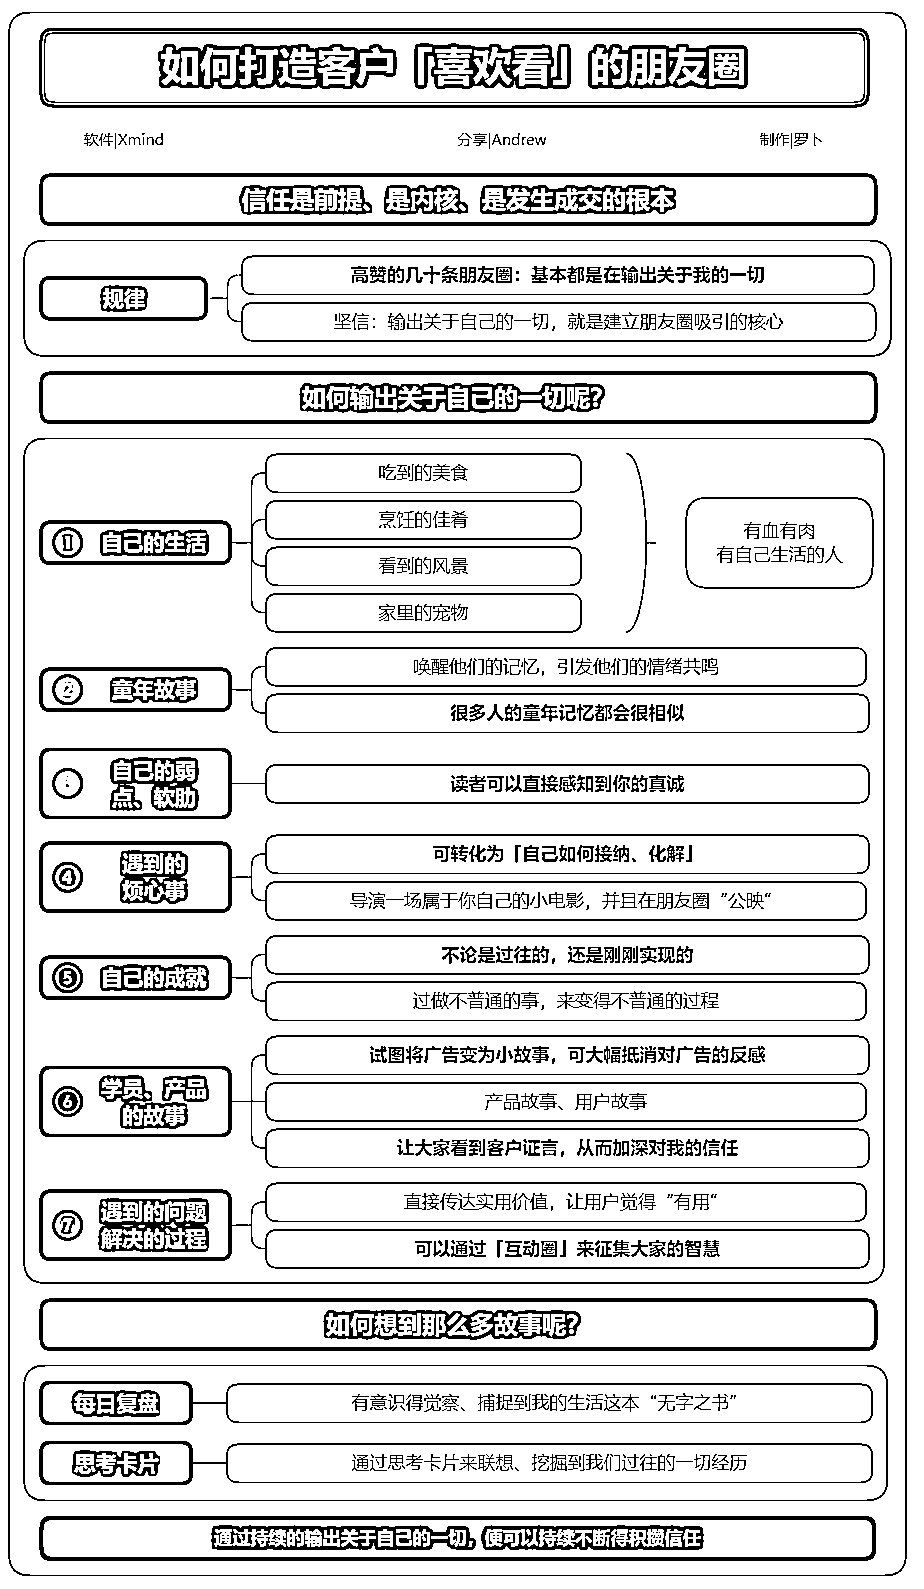 如何打造客户「喜欢看」的朋友圈
软件|Xmind
分享|Andrew
制作|罗卜
信任是前提、是内核、是发生成交的根本
规律
高赞的几十条朋友圈：基本都是在输出关于我的一切
坚信：输出关于自己的一切，就是建立朋友圈吸引的核心
如何输出关于自己的一切呢？
① 自己的生活
吃到的美食
烹饪的佳肴
看到的风景
家里的宠物
有血有肉
有自己生活的人
② 童年故事
唤醒他们的记忆，引发他们的情绪共鸣
很多人的童年记忆都会很相似
自己的弱
点、软肋
读者可以直接感知到你的真诚
④ 遇到的
烦心事
可转化为「自己如何接纳、化解」
导演一场属于你自己的小电影，并且在朋友圈〝公映〝
⑤ 自己的成就
不论是过往的，还是刚刚实现的
过做不普通的事，来变得不普通的过程
⑥ 学员、产品
的故事
试图将广告变为小故事，可大幅抵消对广告的反感
产品故事、用户故事
让大家看到客户证言，从而加深对我的信任
⑦ 遇到的问题
解决的过程
直接传达实用价值，让用户觉得〝有用〝
可以通过「互动圈」来征集大家的智慧
如何想到那么多故事呢？
每日复盘
有意识得觉察、捕捉到我的生活这本“无字之书”
思考卡片
通过思考卡片来联想、挖掘到我们过往的一切经历
通过持续的输出关于自己的一切，便可以持续不断得积攒信任